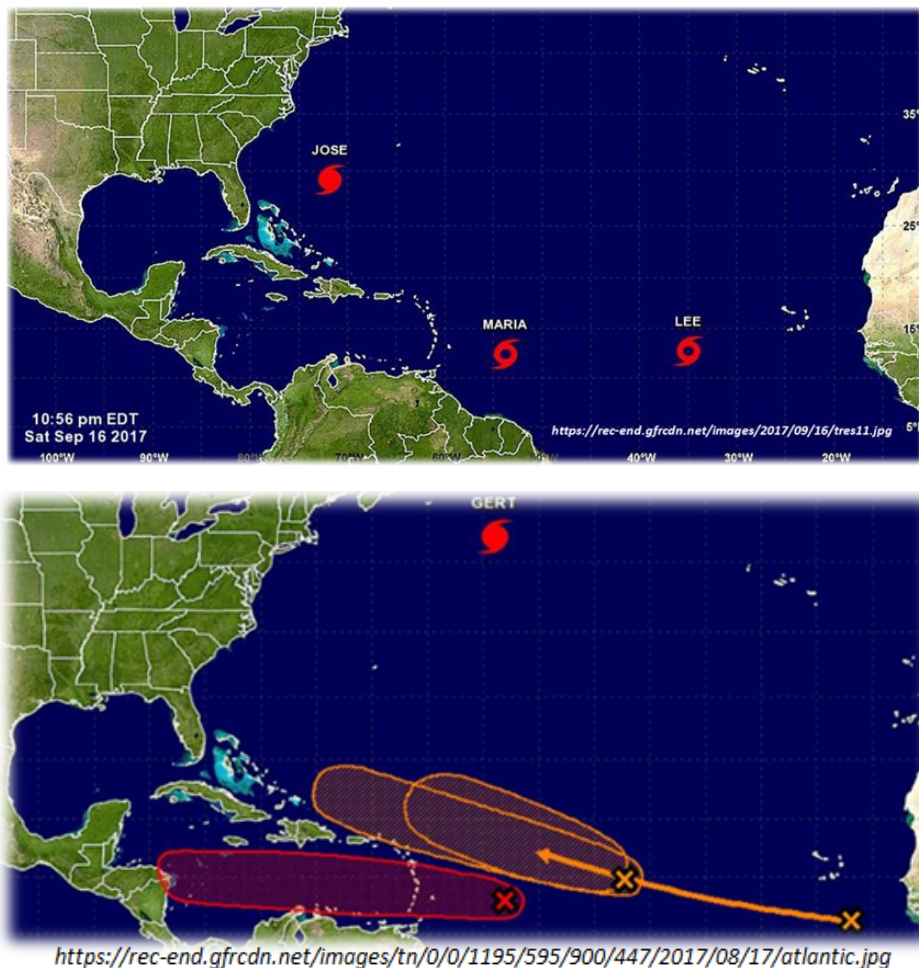 JOSE
35°
25°
MARIA
LEE
15°
10:56 pm EDT
Sat Sep 16 2017
https://rec-end.gfrcdn.net/images/2017/09/16/tres11.jpg
5°
100°W 90°W 80°W 70°W 60°W 50°W 40°W 30°W 20°W
GERT
https://rec-end.gfrcdn.net/images/tn/0/0/1195/595/900/447/2017/08/17/atlantic.jpg